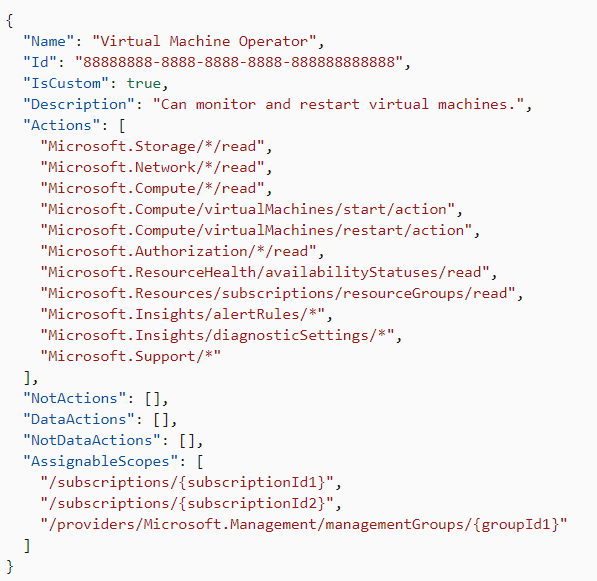 {
  "Name": "Virtual Machine Operator",
  "Id": "88888888-8888-8888-8888-888888888888",
  "IsCustom": true,
  "Description": "Can monitor and restart virtual machines.",
  "Actions": [
    "Microsoft.Storage/*/read",
    "Microsoft.Network/*/read",
    "Microsoft.Compute/*/read",
    "Microsoft.Compute/virtualMachines/start/action",
    "Microsoft.Compute/virtualMachines/restart/action",
    "Microsoft.Authorization/*/read",
    "Microsoft.ResourceHealth/availabilityStatuses/read",
    "Microsoft.Resources/subscriptions/resourceGroups/read",
    "Microsoft.Insights/alertRules/*",
    "Microsoft.Insights/diagnosticSettings/*",
    "Microsoft.Support/*"
  ],
  "NotActions": [],
  "DataActions": [],
  "NotDataActions": [],
  "AssignableScopes": [
    "/subscriptions/{subscriptionId1}",
    "/subscriptions/{subscriptionId2}",
    "/providers/Microsoft.Management/managementGroups/{groupId1}"
  ]
}